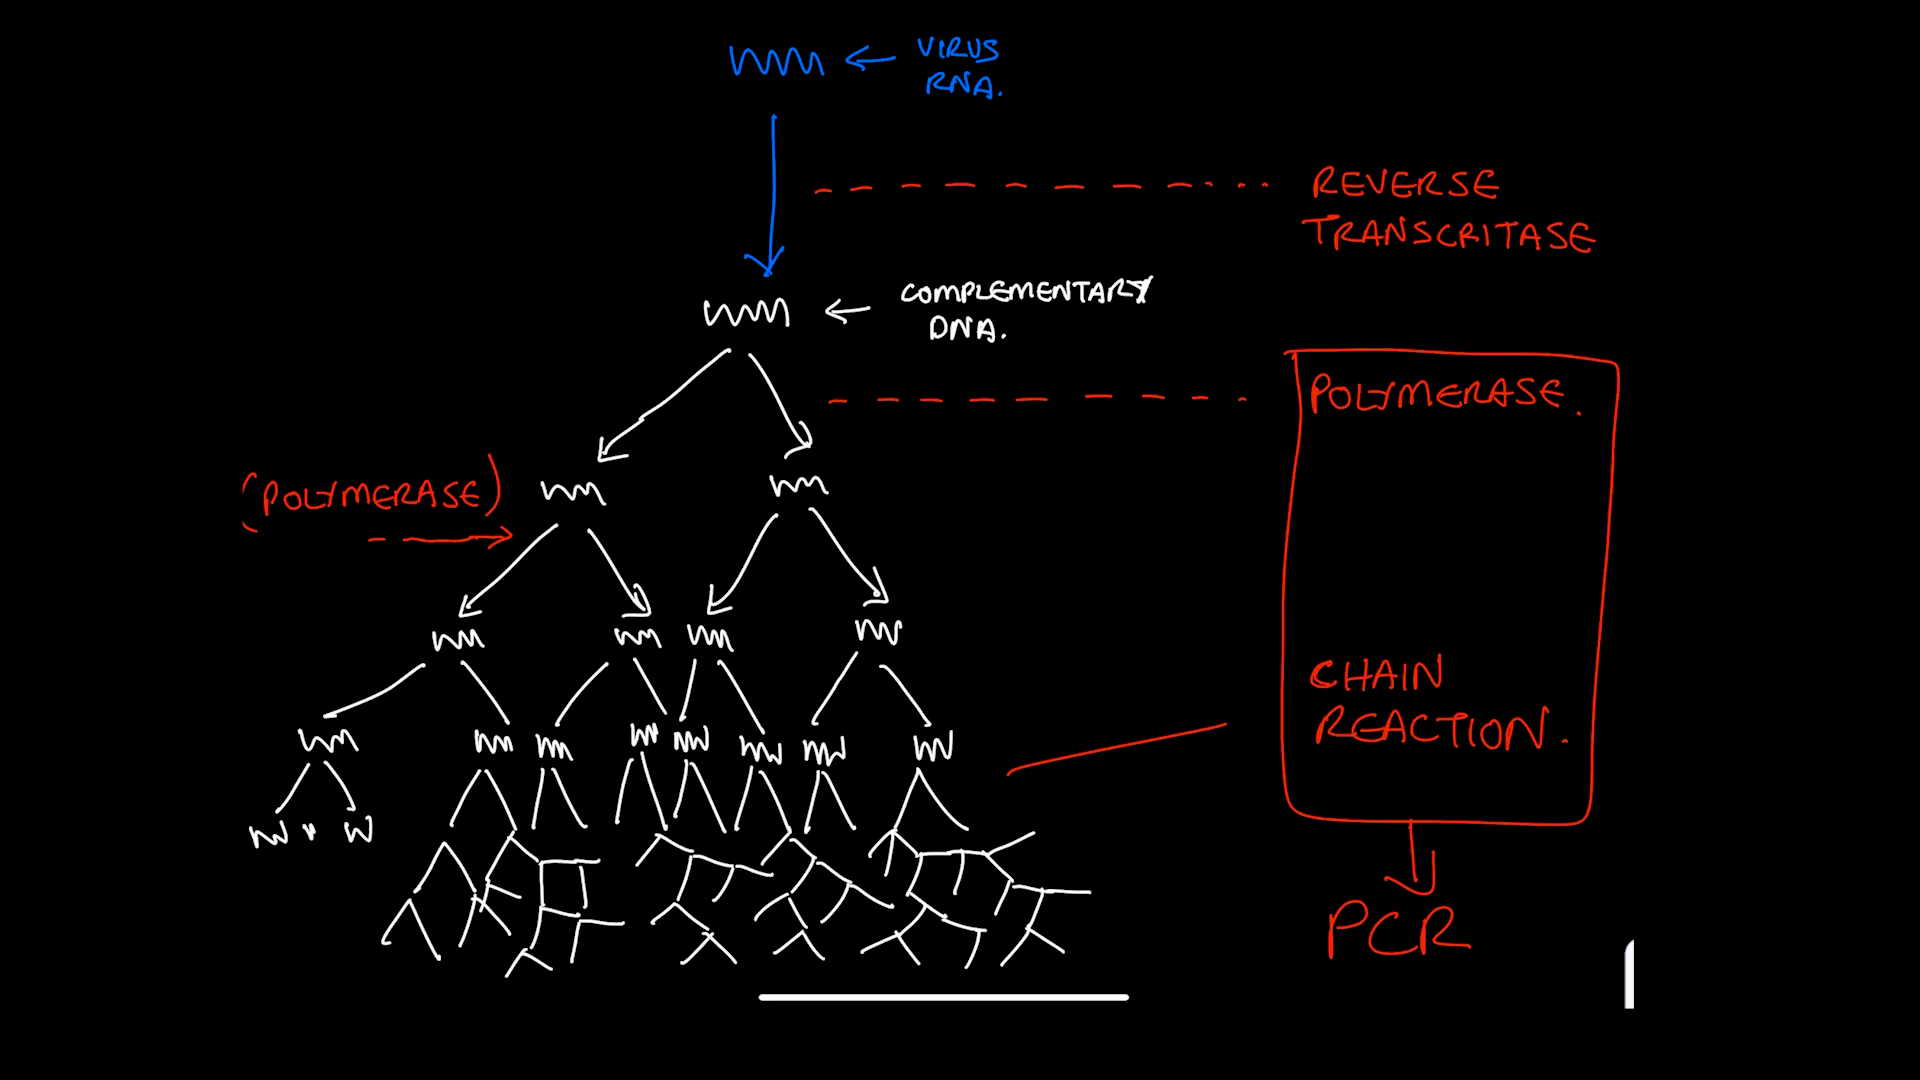 VIRUS
RNA.
REVERSE
TRANSCRITASE
COMPLEMENTARY
DNA.
POLYMERASE.
(POLYMERASE)
CHAIN
REACTION.
PCR